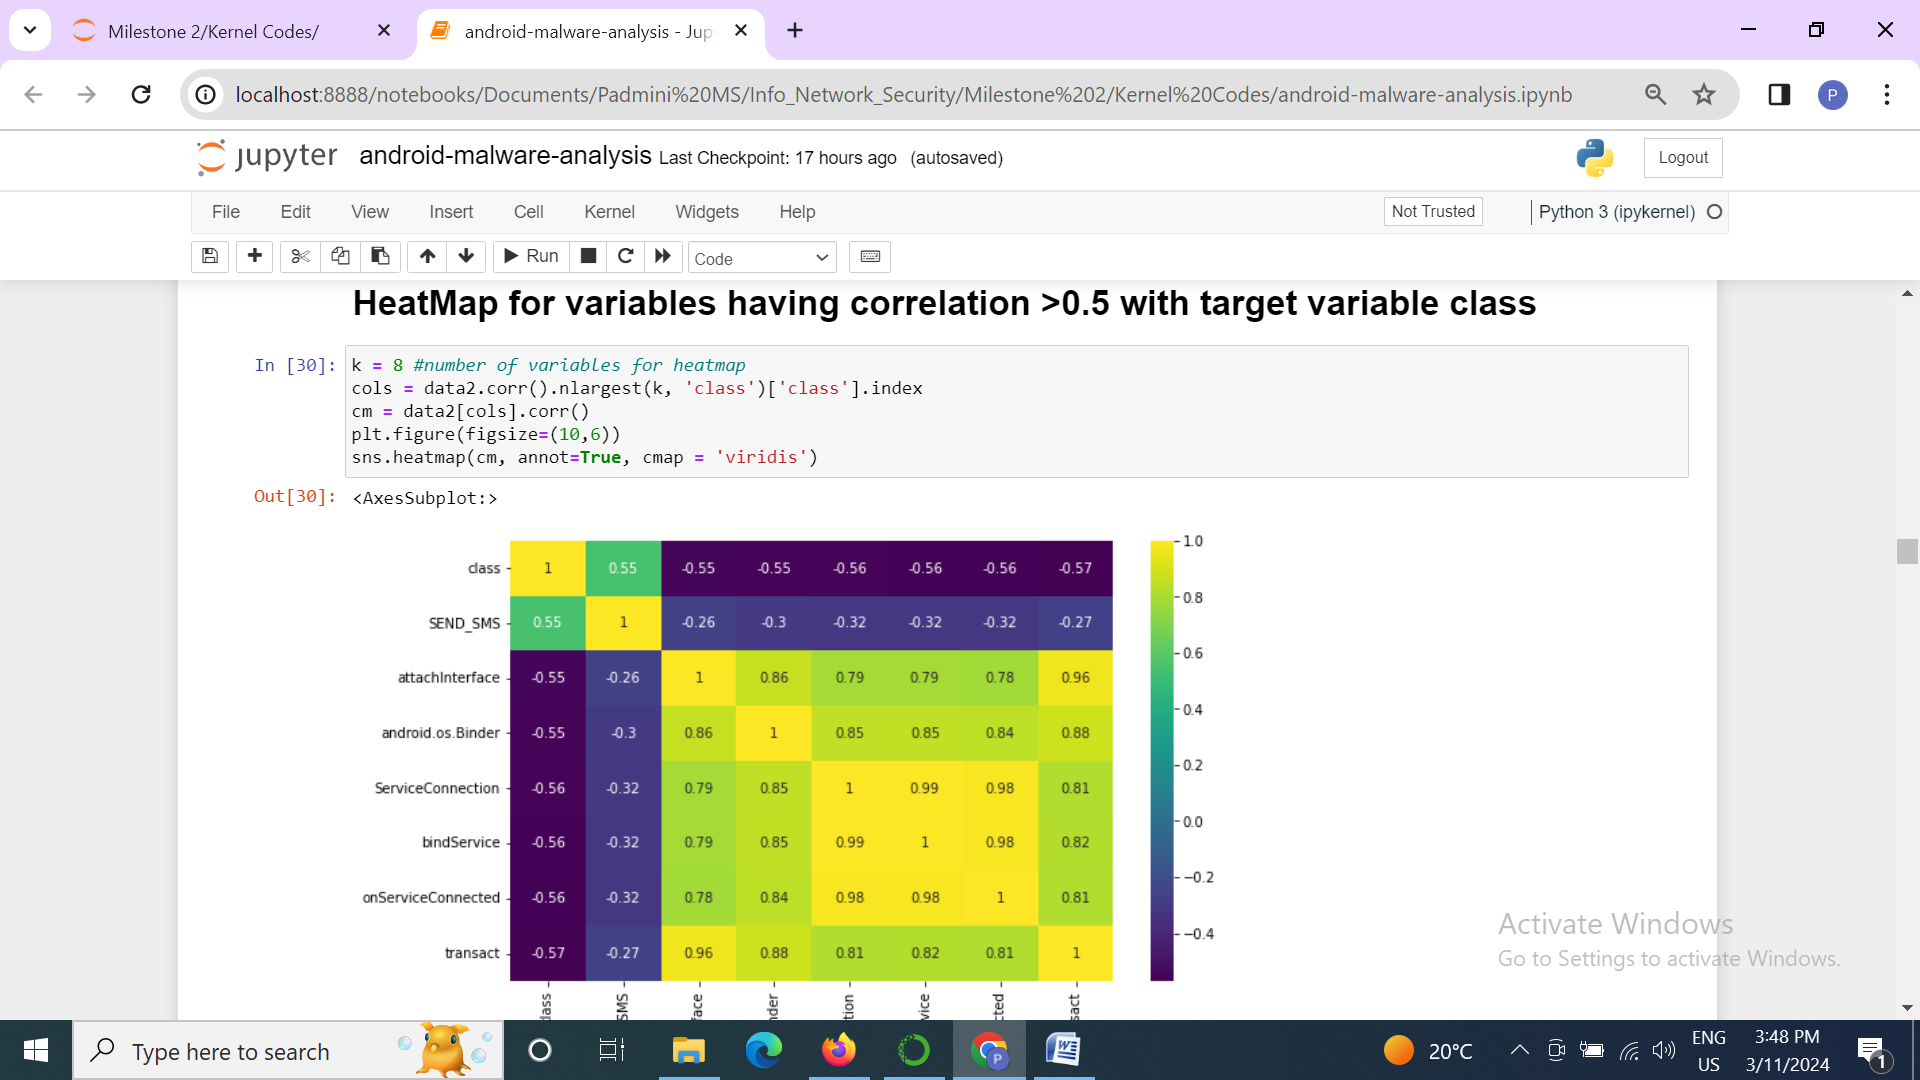 Milestone 2/Kernel Codes/
android-malware-analysis - Jup
localhost:8888/notebooks/Documents/Padmini%20MS/Info_Network_Security/Milestone%202/Kernel%20Codes/android-malware-analysis.ipynb
P
jupyter android-malware-analysis Last Checkpoint: 17 hours ago (autosaved)
Logout
File Edit View Insert Cell Kernel Widgets Help
Not Trusted
Python 3 (ipykernel)
Run
Code
HeatMap for variables having correlation >0.5 with target variable class
In [30]: k = 8 #number of variables for heatmap
cols = data2.corr().nlargest(k, 'class')['class'].index
cm = data2[cols].corr()
plt.figure(figsize=(10,6))
sns.heatmap(cm, annot=True, cmap = 'viridis')
Out[30]: <AxesSubplot:>
class 1 0.55 -0.55 -0.55 -0.56 -0.56 -0.56 -0.57
SEND_SMS 0.55 1 -0.26 -0.3 -0.32 -0.32 -0.32 -0.27
attachInterface -0.55 -0.26 1 0.86 0.79 0.79 0.78 0.96
android.os.Binder -0.55 -0.3 0.86 1 0.85 0.85 0.84 0.88
ServiceConnection -0.56 -0.32 0.79 0.85 1 0.99 0.98 0.81
bindService -0.56 -0.32 0.79 0.85 0.99 1 0.98 0.82
onServiceConnected -0.56 -0.32 0.78 0.84 0.98 0.98 1 0.81
transact -0.57 -0.27 0.96 0.88 0.81 0.82 0.81 1
1.0
0.8
0.6
0.4
0.2
0.0
-0.2
-0.4
lass SMS face nder tion vice cted sact
Activate Windows
Go to Settings to activate Windows.
Type here to search
P
20°C
ENG
US
3:48 PM
3/11/2024
1